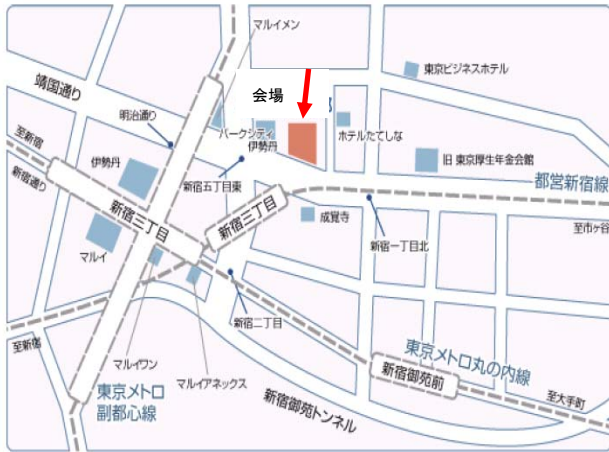 マルイメン
靖国通り
東京ビジネスホテル
会場
明治通り
パークシティ
伊勢丹
ホテルたてしな
至新宿
伊勢丹
旧 東京厚生年金会館
新宿通り
新宿五丁目東
都営新宿線
新宿三丁目
新宿三丁目
成覚寺
新宿一丁目北
至市ヶ谷
マルイ
新宿二丁目
至新宿
マルイワン
東京メトロ丸の内線
東京メトロ
副都心線
マルイアネックス
新宿御苑前
至大手町
新宿御苑トンネル